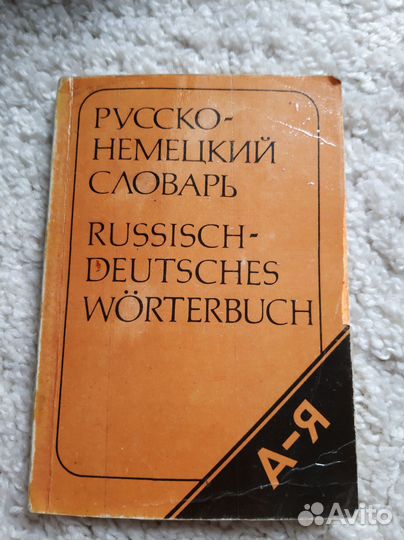 РУССКО-
НЕМЕЦКИЙ
СЛОВАРЬ
RUSSISCH-
DEUTSCHES
WÖRTERBUCH
А-Я
Avito